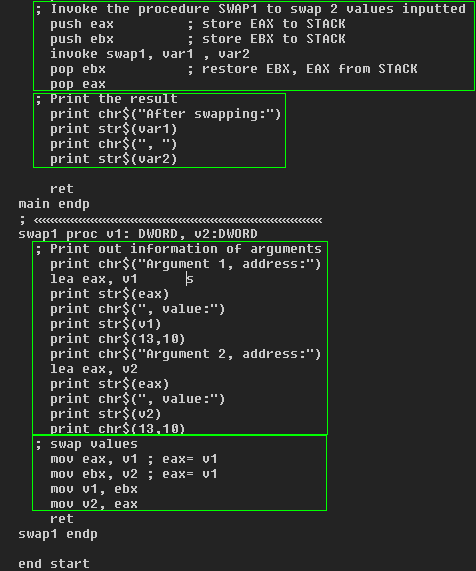 ; Invoke the procedure SWAP1 to swap 2 values inputted
push eax ; store EAX to STACK
push ebx ; store EBX to STACK
invoke swap1, var1 , var2
pop ebx ; restore EBX, EAX from STACK
pop eax
; Print the result
print chr$("After swapping:")
print str$(var1)
print chr$(", ")
print str$(var2)
ret
main endp
; «««««««««««««««««««««««««««««««««««««««««
swap1 proc v1: DWORD, v2:DWORD
; Print out information of arguments
print chr$("Argument 1, address:")
lea eax, v1 s
print str$(eax)
print chr$(", value:")
print str$(v1)
print chr$(13,10)
print chr$("Argument 2, address:")
lea eax, v2
print str$(eax)
print chr$(", value:")
print str$(v2)
print chr$(13,10)
; swap values
mov eax, v1 ; eax= v1
mov ebx, v2 ; eax= v1
mov v1, ebx
mov v2, eax
ret
swap1 endp
end start